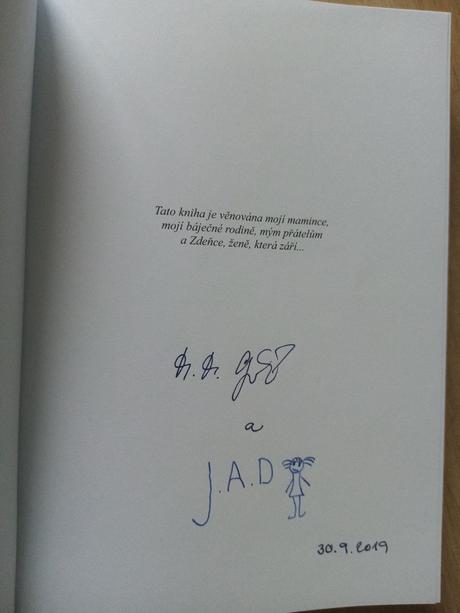 Tato kniha je věnována mojí mamince,
mojí báječné rodině, mým přátelům
a Zdeňce, ženě, která září...
a
J.A.D
30.9.2019